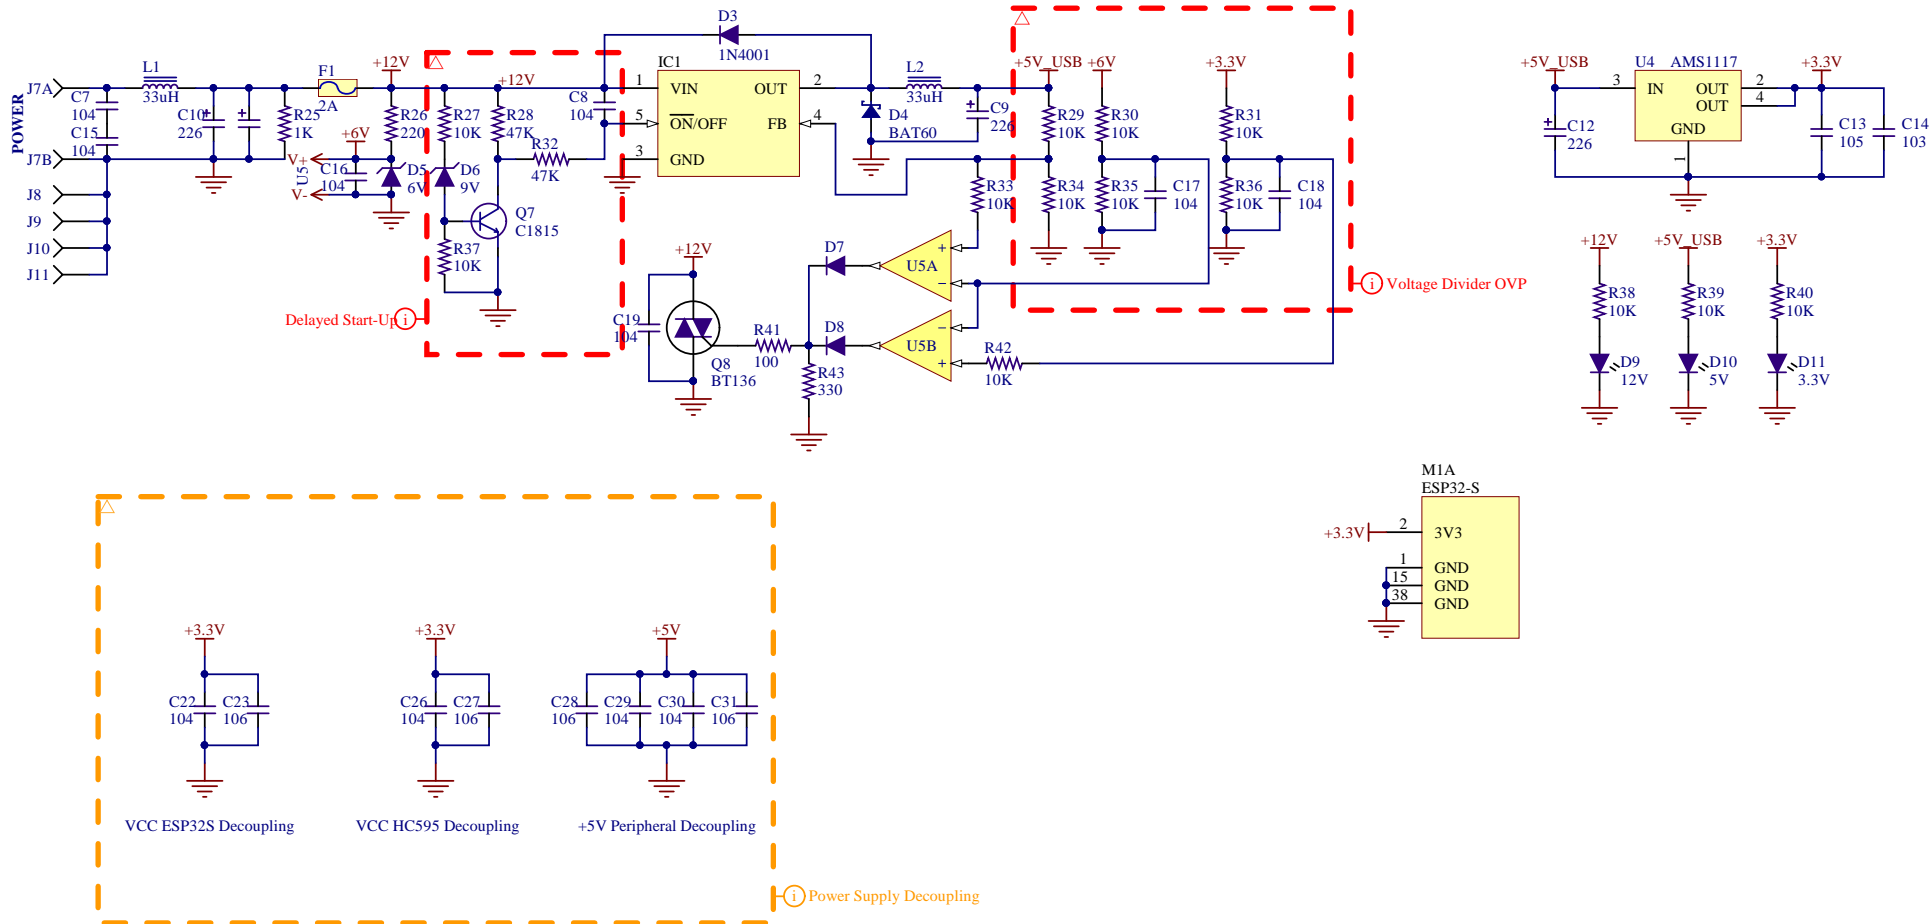 POWER
J7A
C7
104
C15
104
J7B
J8
J9
J10
J11
L1
33uH
C10
226
R25
1K
F1
2A
+12V
R26
220
+6V
V+
V-
U5
C16
104
D5
6V
+12V
R27
10K
R28
47K
D6
9V
R32
47K
Q7
C1815
R37
10K
Delayed Start-Up
i
D3
1N4001
C8
104
IC1
1
VIN
5
ON/OFF
3
GND
OUT
2
FB
4
D4
BAT60
L2
33uH
C9
226
+5V_USB
+6V
+3.3V
R29
10K
R30
10K
R31
10K
R33
10K
R34
10K
R35
10K
C17
104
R36
10K
C18
104
i
Voltage Divider OVP
+12V
C19
104
Q8
BT136
R41
100
R43
330
D7
D8
U5A
+
−
U5B
−
+
R42
10K
+5V_USB
U4 AMS1117
3
IN
OUT
2
OUT
4
GND
1
+3.3V
C12
226
C13
105
C14
103
+12V
R38
10K
D9
12V
+5V_USB
R39
10K
D10
5V
+3.3V
R40
10K
D11
3.3V
M1A
ESP32-S
+3.3V
2
3V3
1
GND
15
GND
38
GND
+3.3V
C22
104
C23
106
VCC ESP32S Decoupling
+3.3V
C26
104
C27
106
VCC HC595 Decoupling
+5V
C28
106
C29
104
C30
104
C31
106
+5V Peripheral Decoupling
i
Power Supply Decoupling